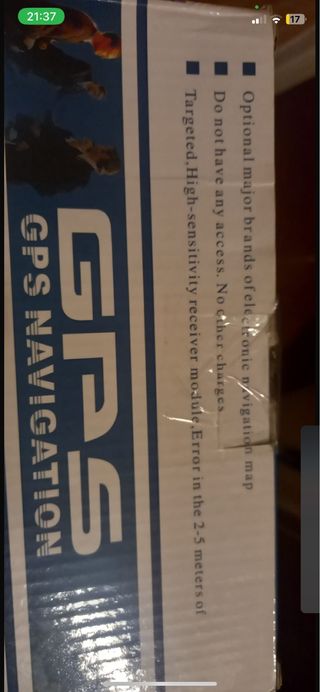 21:37
17
Optional major brands of electronic navigation map
Do not have any access. No other charges
Targeted.High-sensitivity receiver module.Error in the 2-5 meters of
GPS
GPS NAVIGATION